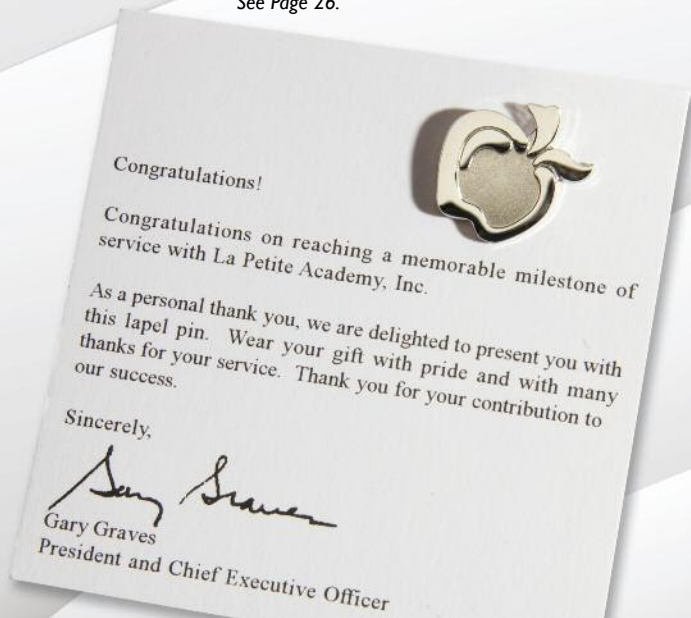 See Page 26.
Congratulations!
Congratulations on reaching a memorable milestone of
service with La Petite Academy, Inc.
As a personal thank you, we are delighted to present you with
this lapel pin. Wear your gift with pride and with many
thanks for your service. Thank you for your contribution to
our success.
Sincerely,
Gary Graves
Gary Graves
President and Chief Executive Officer